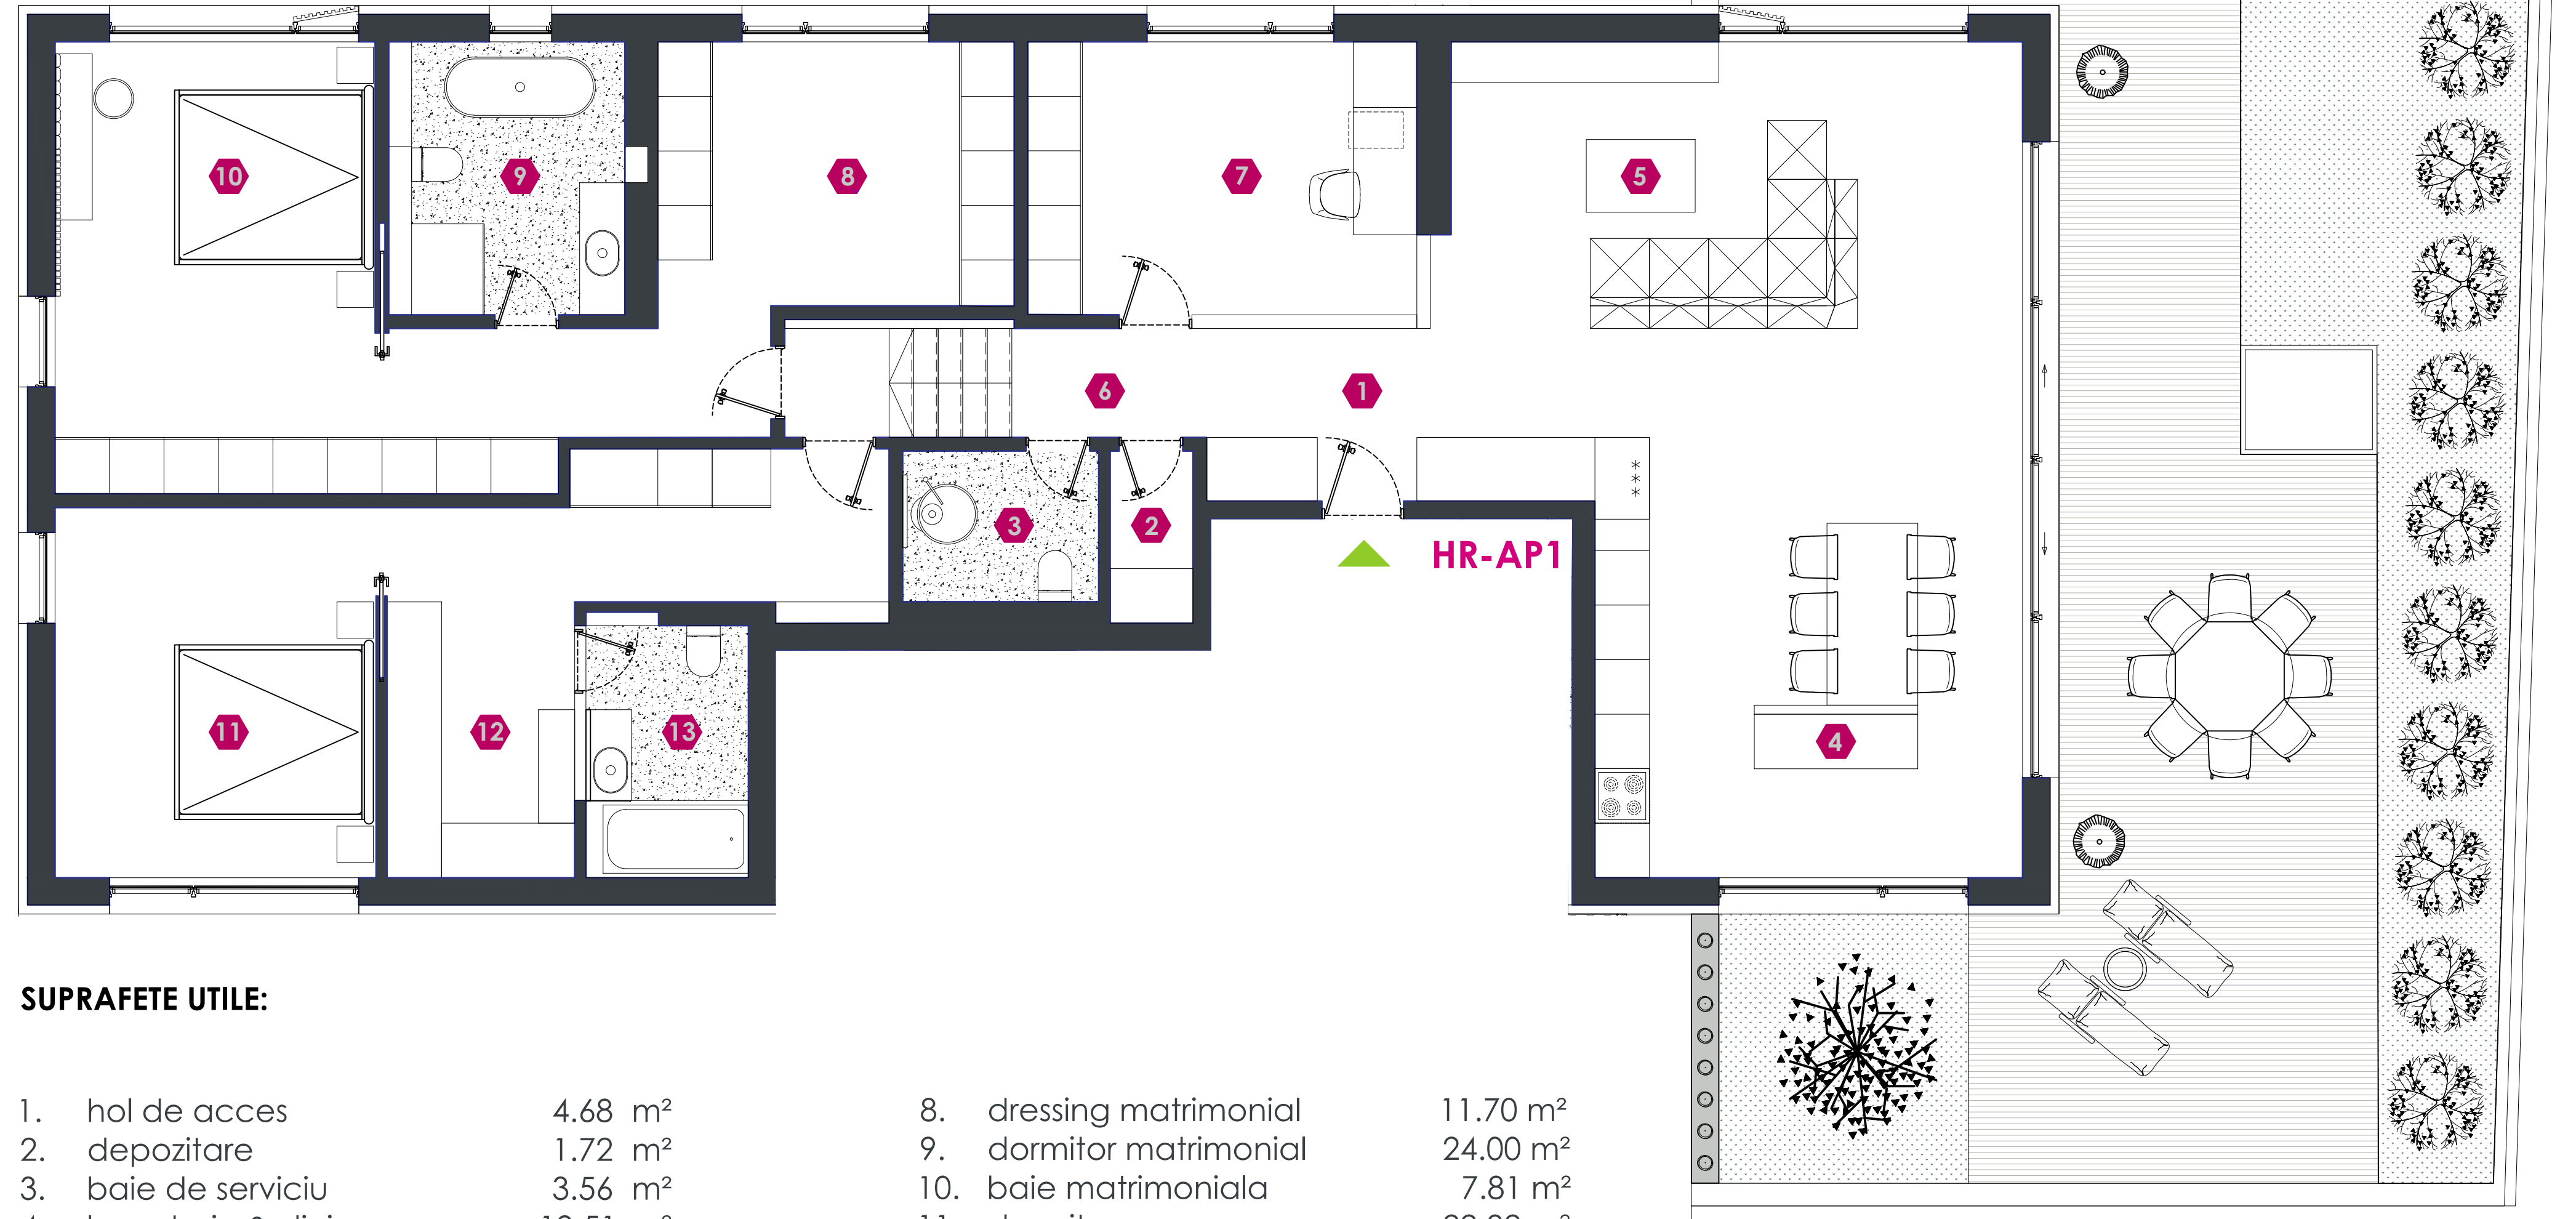 10
9
8
7
5
6
1
3
2
HR-AP1
11
12
13
4
SUPRAFETE UTILE:
1. hol de acces 4.68 m²
2. depozitare 1.72 m²
3. baie de serviciu 3.56 m²
8. dressing matrimonial 11.70 m²
9. dormitor matrimonial 24.00 m²
10. baie matrimoniala 7.81 m²